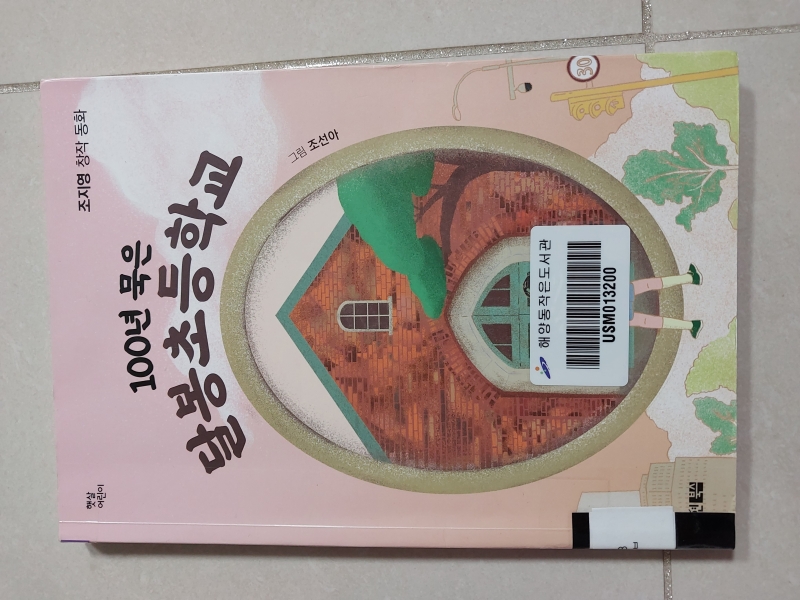 조지영 창작 동화
100년 묵은
달봉초등학교
그림 조선아
햇살
어린이
30
해양동작은도서관
USM013200
북스